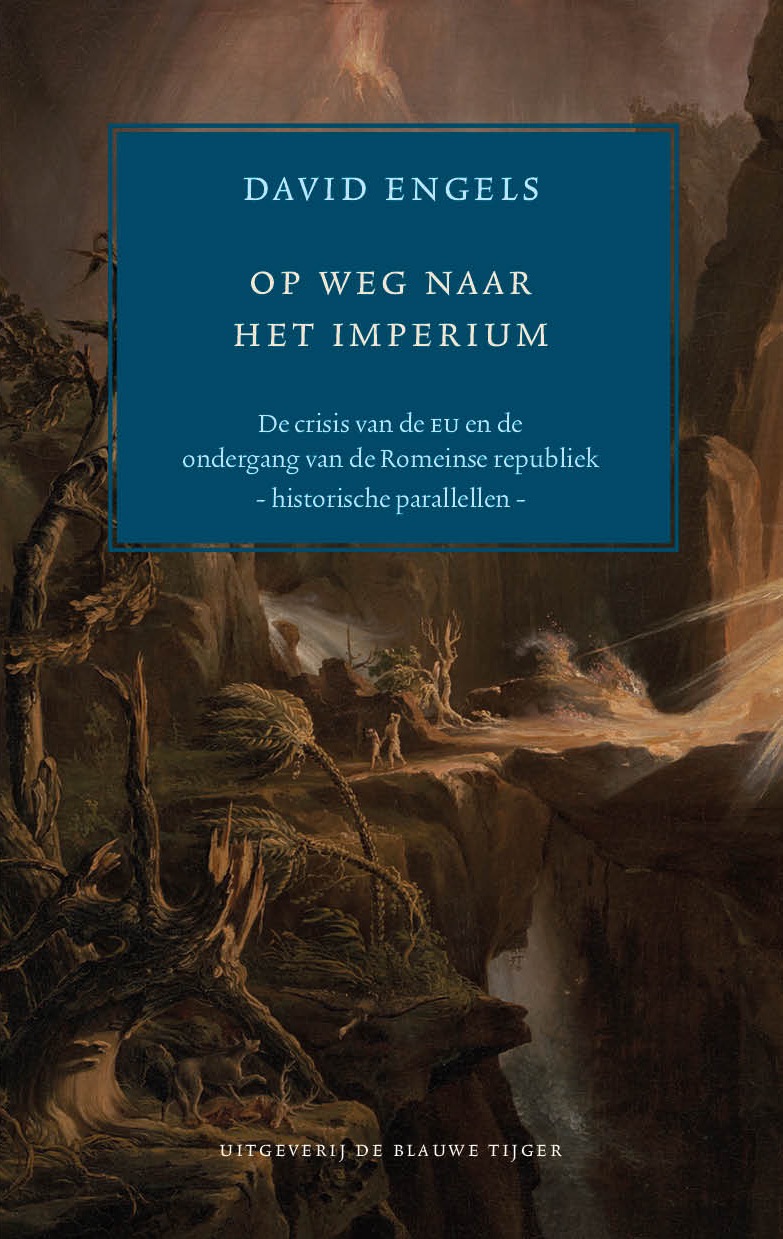 DAVID ENGELS
OP WEG NAAR
HET IMPERIUM
De crisis van de EU en de
ondergang van de Romeinse republiek
- historische parallellen -
UITGEVERIJ DE BLAUWE TIJGER